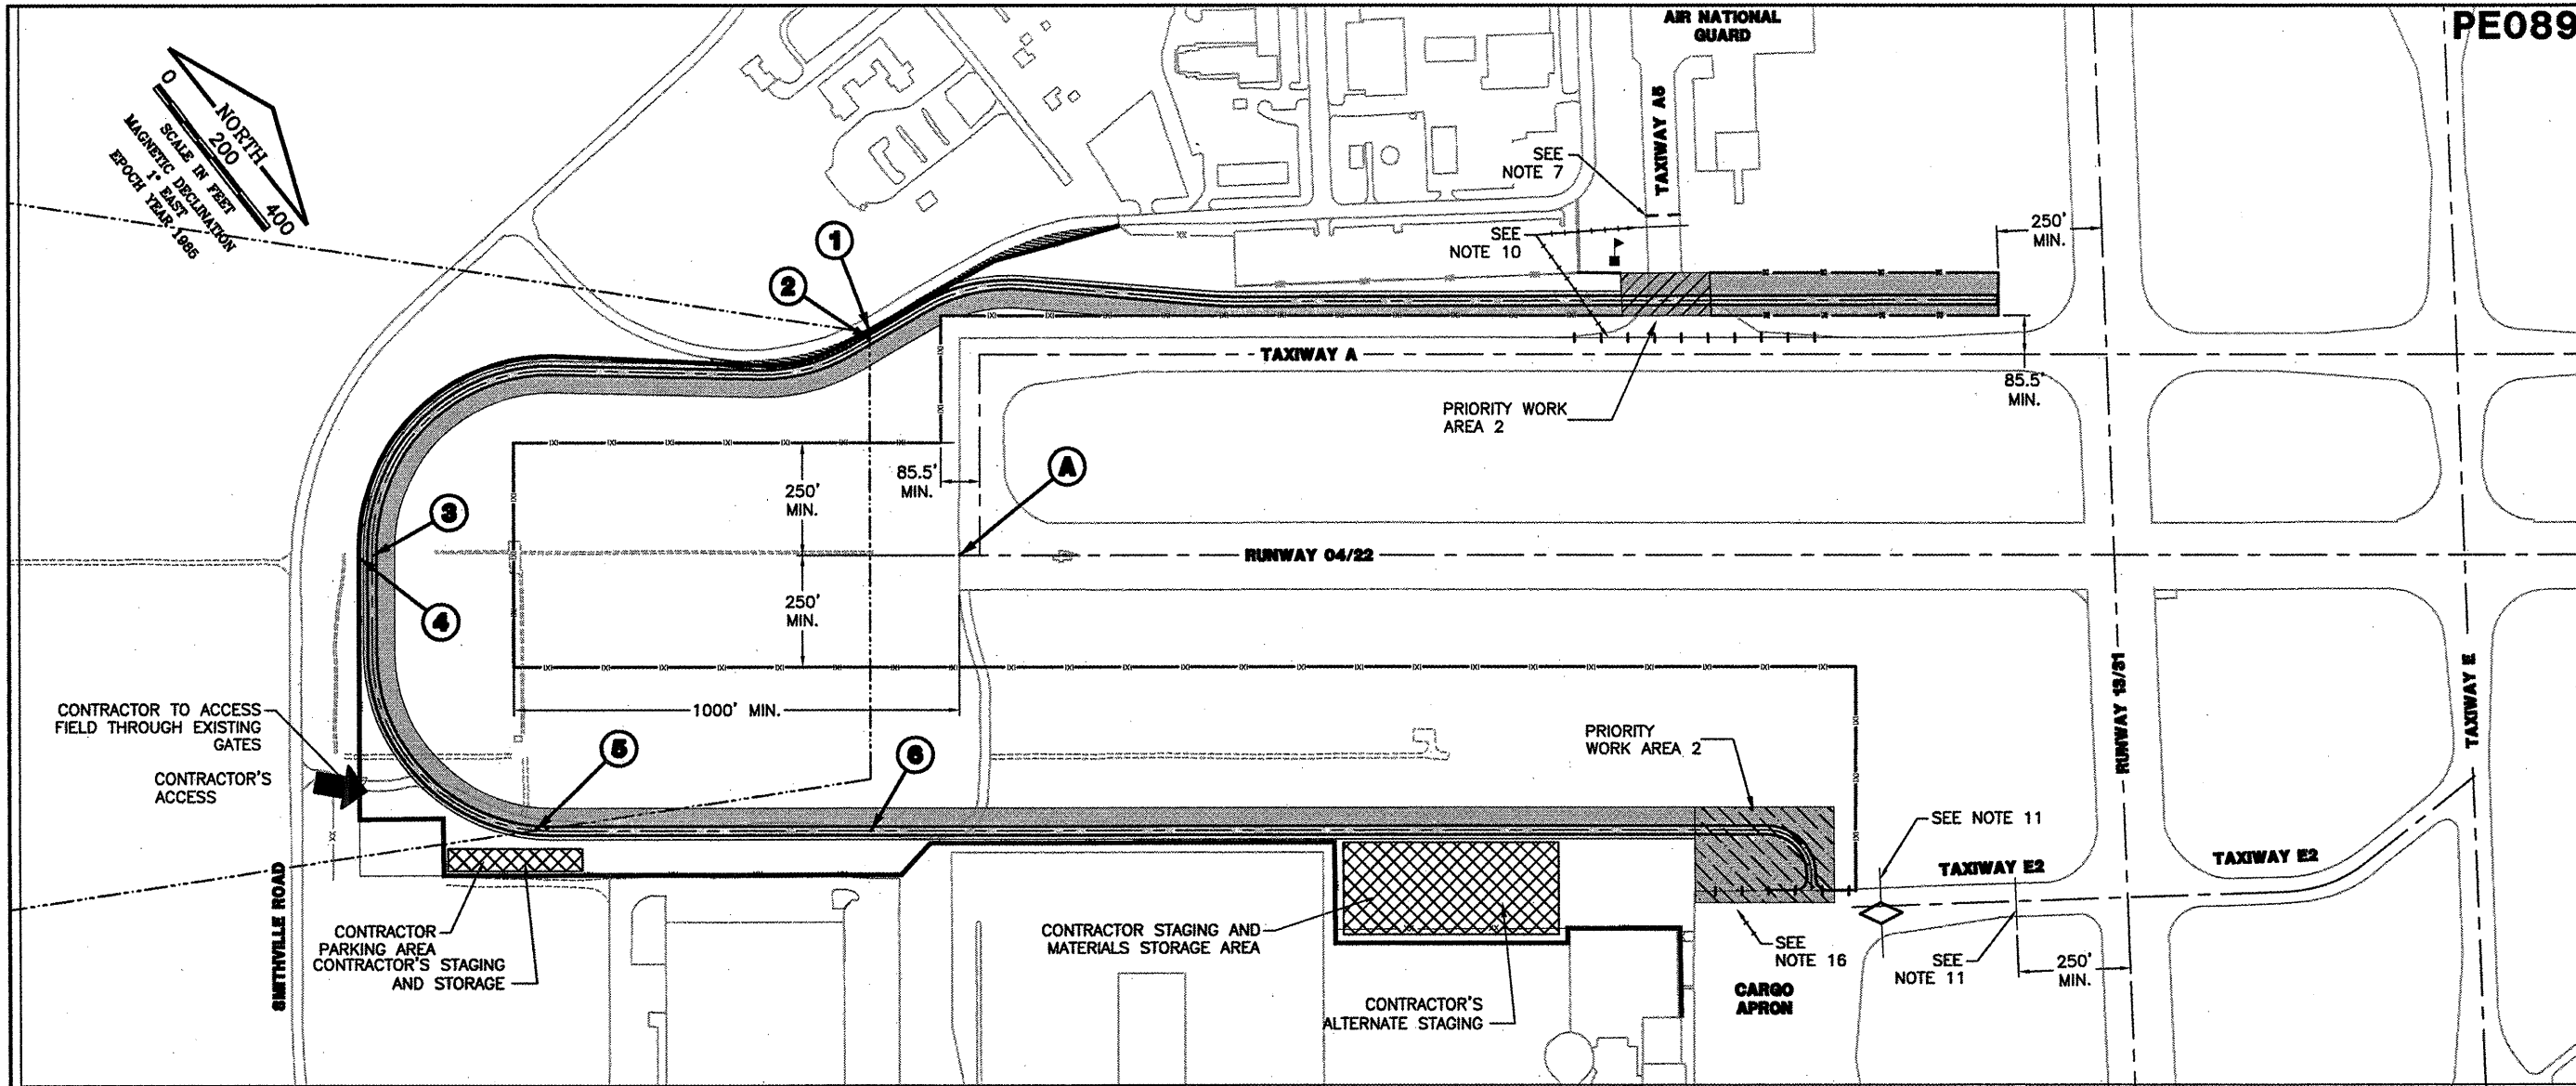 AIR NATIONAL
GUARD
PE089
0
NORTH
200
400
SCALE IN FEET
MAGNETIC DECLINATION
1° EAST
EPOCH YEAR 1985
TAXIWAY A5
SEE
NOTE 7
SEE
NOTE 10
250'
MIN.
1
2
TAXIWAY A
85.5'
MIN.
PRIORITY WORK
AREA 2
A
85.5'
MIN.
250'
MIN.
3
RUNWAY 04/22
4
250'
MIN.
RUNWAY 13/31
TAXIWAY E
1000' MIN.
CONTRACTOR TO ACCESS
FIELD THROUGH EXISTING
GATES
CONTRACTOR'S
ACCESS
5
6
PRIORITY
WORK AREA 2
SEE NOTE 11
TAXIWAY E2
TAXIWAY E2
SMITHVILLE ROAD
CONTRACTOR
PARKING AREA
CONTRACTOR'S STAGING
AND STORAGE
CONTRACTOR STAGING AND
MATERIALS STORAGE AREA
CONTRACTOR'S
ALTERNATE STAGING
SEE
NOTE 16
CARGO
APRON
SEE
NOTE 11
250'
MIN.